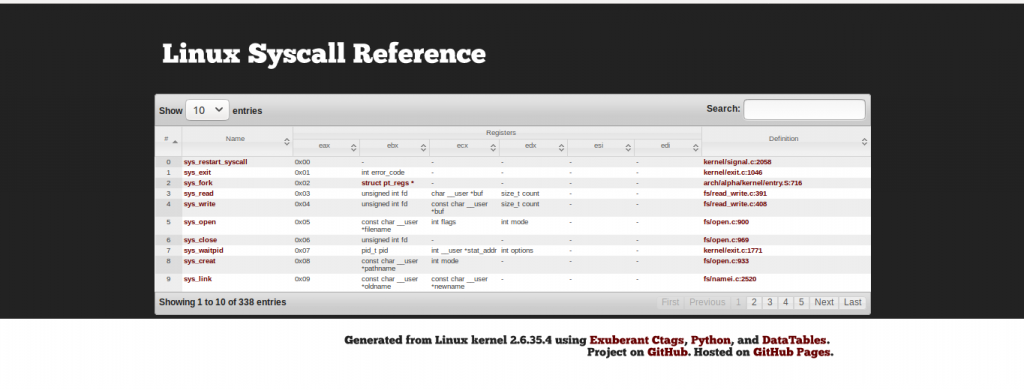 Linux Syscall Reference
Show 10 entries Search:
# Name Registers Definition
eax ebx ecx edx esi edi
0 sys_restart_syscall 0x00 - - - - - kernel/signal.c:2058
1 sys_exit 0x01 int error_code - - - - kernel/exit.c:1046
2 sys_fork 0x02 struct pt_regs * - - - - arch/alpha/kernel/entry.S:716
3 sys_read 0x03 unsigned int fd char __user *buf size_t count - - fs/read_write.c:391
4 sys_write 0x04 unsigned int fd const char __user size_t count - - fs/read_write.c:408
*buf
5 sys_open 0x05 const char __user int flags int mode - - fs/open.c:900
*filename
6 sys_close 0x06 unsigned int fd - - - - fs/open.c:969
7 sys_waitpid 0x07 pid_t pid int __user *stat_addr int options - - kernel/exit.c:1771
8 sys_creat 0x08 const char __user int mode - - - fs/open.c:933
*pathname
9 sys_link 0x09 const char __user const char __user - - - fs/namei.c:2520
*oldname *newname
Showing 1 to 10 of 338 entries First Previous 1 2 3 4 5 Next Last
Generated from Linux kernel 2.6.35.4 using Exuberant Ctags, Python, and DataTables.
Project on GitHub. Hosted on GitHub Pages.